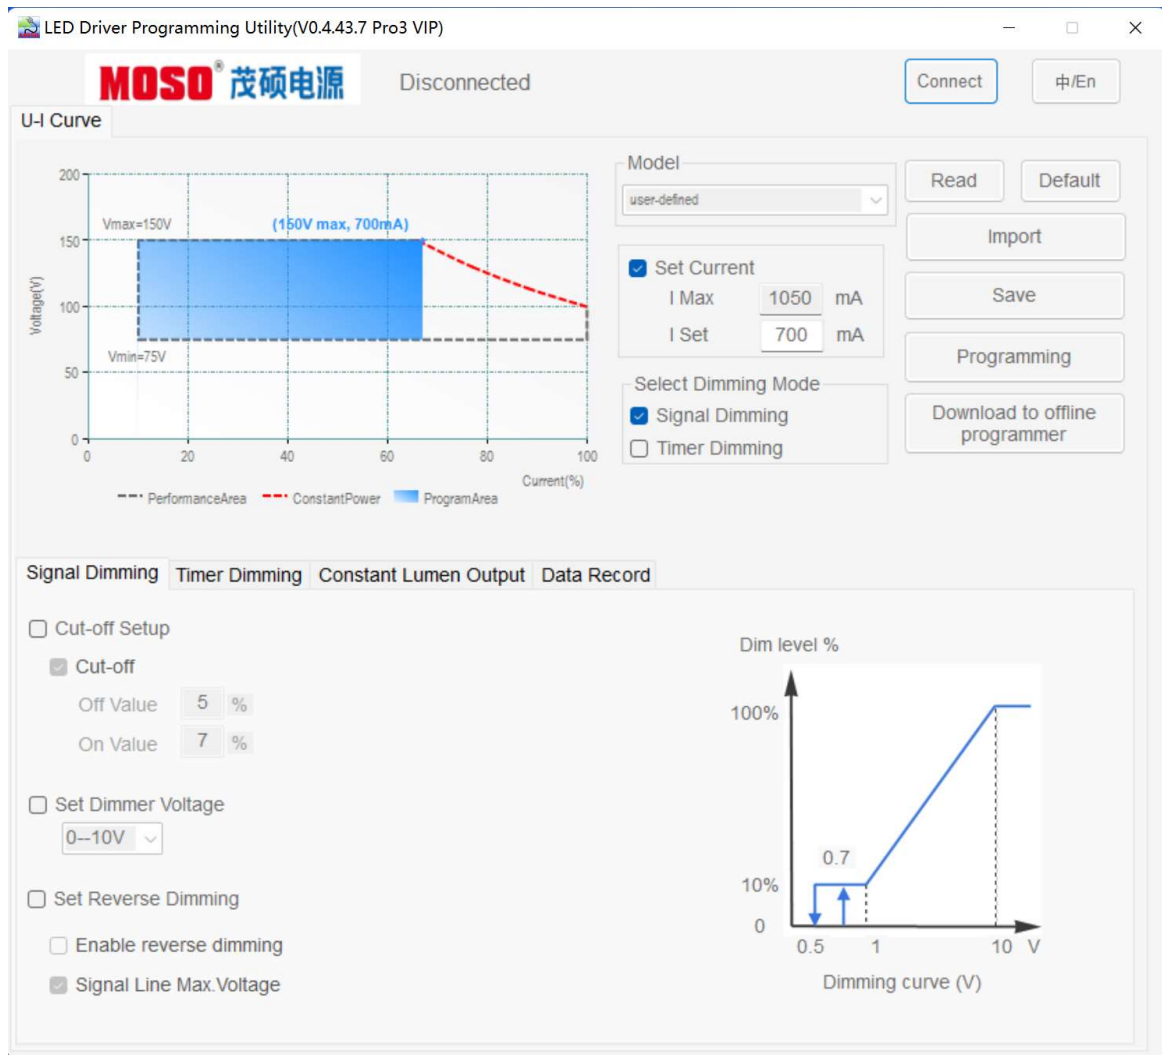 LED Driver Programming Utility(V0.4.43.7 Pro3 VIP)
MOSO® 茂硕电源
Disconnected
Connect
中/En
U-I Curve
200
150
100
50
0
Voltage(V)
Vmax=150V
(150V max, 700mA)
Vmin=75V
0 20 40 60 80 100
Current(%)
PerformanceArea ConstantPower ProgramArea
Model
user-defined
Set Current
I Max 1050 mA
I Set 700 mA
Select Dimming Mode
Signal Dimming
Timer Dimming
Read Default
Import
Save
Programming
Download to offline
programmer
Signal Dimming Timer Dimming Constant Lumen Output Data Record
Cut-off Setup
Cut-off
Off Value 5 %
On Value 7 %
Set Dimmer Voltage
0--10V
Set Reverse Dimming
Enable reverse dimming
Signal Line Max.Voltage
Dim level %
100%
0.7
10%
0
0.5 1 10 V
Dimming curve (V)